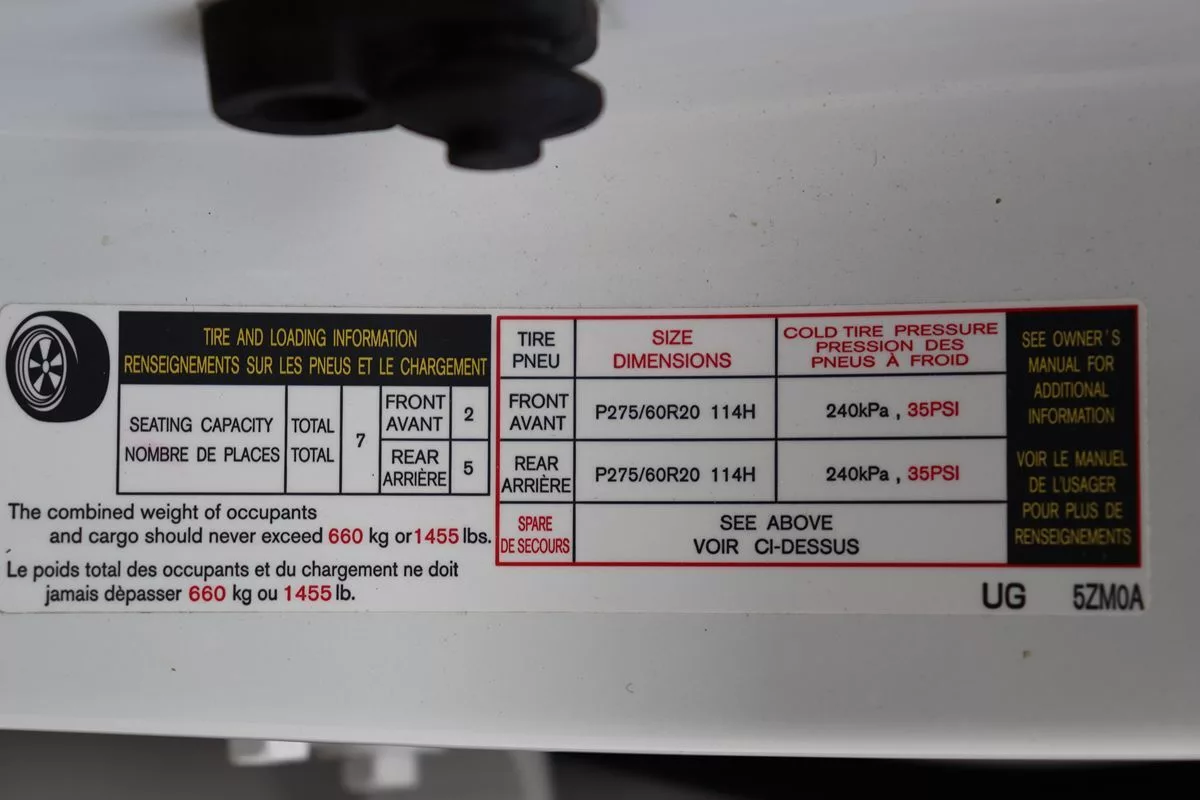 TIRE AND LOADING INFORMATION
RENSEIGNEMENTS SUR LES PNEUS ET LE CHARGEMENT
SEATING CAPACITY
NOMBRE DE PLACES
TOTAL
TOTAL
7
FRONT
AVANT
2
REAR
ARRIÈRE
5
The combined weight of occupants
and cargo should never exceed 660 kg or 1455 lbs.
Le poids total des occupants et du chargement ne doit
jamais dèpasser 660 kg ou 1455 lb.
TIRE
PNEU
SIZE
DIMENSIONS
COLD TIRE PRESSURE
PRESSION DES
PNEUS À FROID
FRONT
AVANT
P275/60R20 114H
240kPa , 35PSI
REAR
ARRIÈRE
P275/60R20 114H
240kPa , 35PSI
SPARE
DE SECOURS
SEE ABOVE
VOIR CI-DESSUS
SEE OWNER'S
MANUAL FOR
ADDITIONAL
INFORMATION
VOIR LE MANUEL
DE L'USAGER
POUR PLUS DE
RENSEIGNEMENTS
UG 5ZM0A